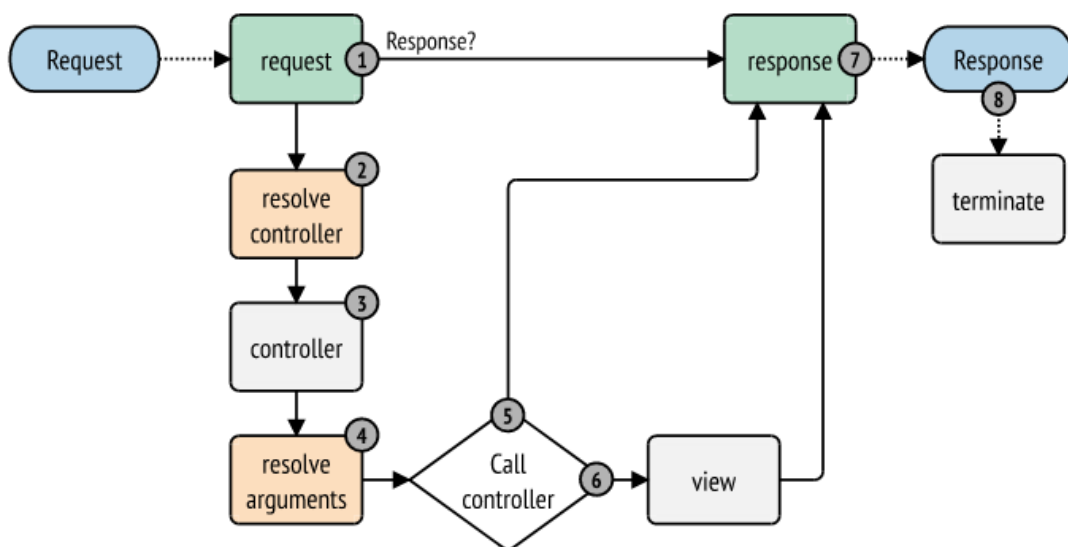 Request
request
1
Response?
response
7
Response
8
terminate
2
resolve
controller
3
controller
4
resolve
arguments
5
Call
controller
6
view